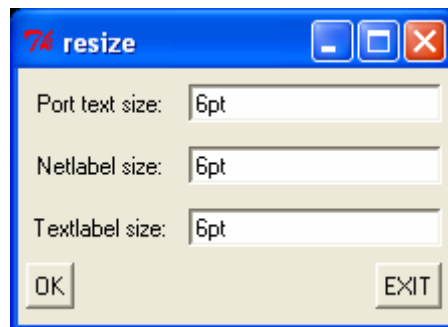 resize
Port text size: 6pt
Netlabel size: 6pt
Textlabel size: 6pt
OK EXIT